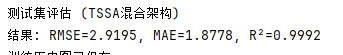 测试集评估 (TSSA混合架构)
结果: RMSE=2.9195, MAE=1.8778, R²=0.9992